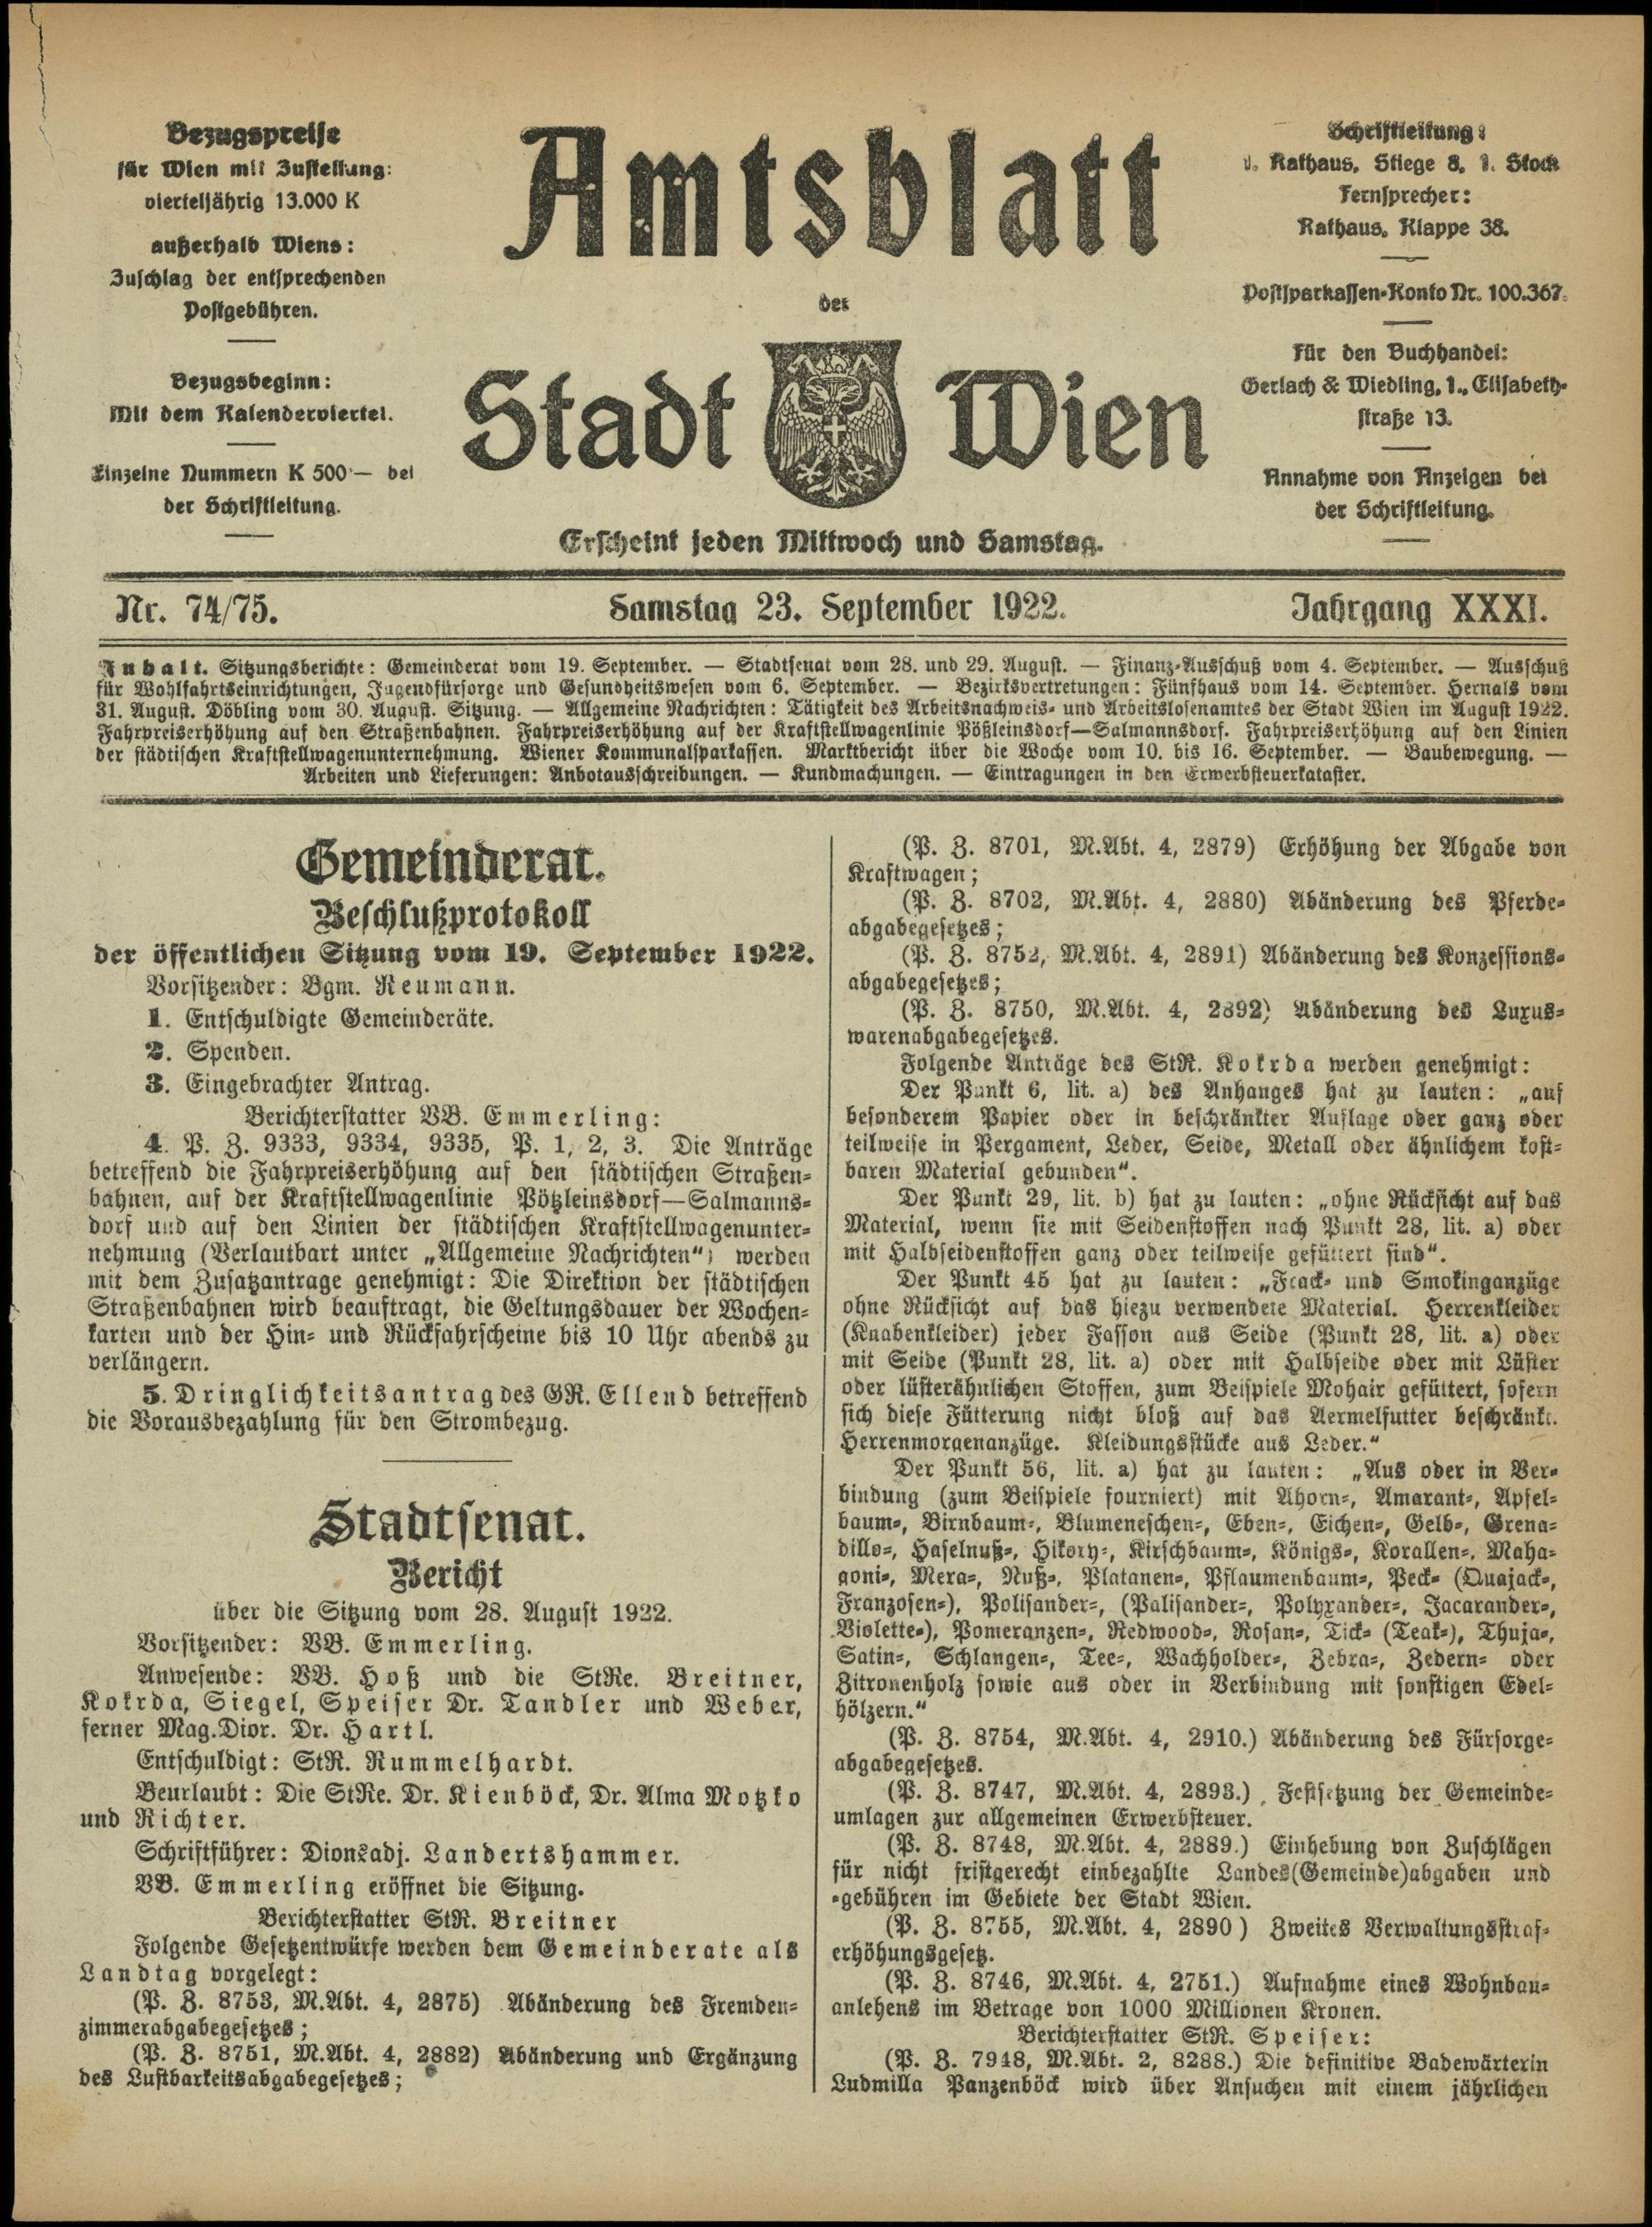 Bezugspreise
für Wien mit Zustellung:
vierteljährig 13.000 K
außerhalb Wiens:
Zuschlag der entsprechenden
Postgebühren.
Bezugsbeginn:
Mit dem Kalenderviertel.
Einzelne Nummern K 500·— bei
der Schriftleitung.
Amtsblatt
der
Stadt Wien
Erscheint jeden Mittwoch und Samstag.
Schriftleitung:
1. Rathaus, Stiege 8, 1. Stock
Fernsprecher:
Rathaus, Klappe 38.
Postsparkassen-Konto Nr. 100.367.
Für den Buchhandel:
Gerlach & Wiedling, 1., Elisabeth-
straße 13.
Annahme von Anzeigen bei
der Schriftleitung.
Nr. 74/75. Samstag 23. September 1922. Jahrgang XXXI.
Inhalt. Sitzungsberichte: Gemeinderat vom 19. September. — Stadtsenat vom 28. und 29. August. — Finanz-Ausschuß vom 4. September. — Ausschuß
für Wohlfahrtseinrichtungen, Jugendfürsorge und Gesundheitswesen vom 6. September. — Bezirksvertretungen: Fünfhaus vom 14. September. Hernals vom
31. August. Döbling vom 30. August. Sitzung. — Allgemeine Nachrichten: Tätigkeit des Arbeitsnachweis- und Arbeitslosenamtes der Stadt Wien im August 1922.
Fahrpreiserhöhung auf den Straßenbahnen. Fahrpreiserhöhung auf der Kraftstellwagenlinie Pötzleinsdorf—Salmannsdorf. Fahrpreiserhöhung auf den Linien
der städtischen Kraftstellwagenunternehmung. Wiener Kommunalsparkassen. Marktbericht über die Woche vom 10. bis 16. September. — Baubewegung. —
Arbeiten und Lieferungen: Anbotausschreibungen. — Kundmachungen. — Eintragungen in den Erwerbsteuerkataster.
Gemeinderat.
Beschlußprotokoll
der öffentlichen Sitzung vom 19. September 1922.
Vorsitzender: Bgm. Reumann.
1. Entschuldigte Gemeinderäte.
2. Spenden.
3. Eingebrachter Antrag.
Berichterstatter VB. Emmerling:
4. P. Z. 9333, 9334, 9335, P. 1, 2, 3. Die Anträge
betreffend die Fahrpreiserhöhung auf den städtischen Straßen-
bahnen, auf der Kraftstellwagenlinie Pötzleinsdorf—Salmanns-
dorf und auf den Linien der städtischen Kraftstellwagenunter-
nehmung (Verlautbart unter „Allgemeine Nachrichten“) werden
mit dem Zusatzantrage genehmigt: Die Direktion der städtischen
Straßenbahnen wird beauftragt, die Geltungsdauer der Wochen-
karten und der Hin- und Rückfahrscheine bis 10 Uhr abends zu
verlängern.
5. Dringlichkeitsantrag des GR. Ellend betreffend
die Vorausbezahlung für den Strombezug.
Stadtsenat.
Bericht
über die Sitzung vom 28. August 1922.
Vorsitzender: VB. Emmerling.
Anwesende: VB. Hoß und die StRe. Breitner,
Kokrda, Siegel, Speiser Dr. Tandler und Weber,
ferner Mag.Dior. Dr. Hartl.
Entschuldigt: StR. Rummelhardt.
Beurlaubt: Die StRe. Dr. Kienböck, Dr. Alma Motzko
und Richter.
Schriftführer: Dionsadj. Landertshammer.
VB. Emmerling eröffnet die Sitzung.
Berichterstatter StR. Breitner
Folgende Gesetzentwürfe werden dem Gemeinderate als
Landtag vorgelegt:
(P. Z. 8753, M.Abt. 4, 2875) Abänderung des Fremden-
zimmerabgabegesetzes;
(P. Z. 8751, M.Abt. 4, 2882) Abänderung und Ergänzung
des Lustbarkeitsabgabegesetzes;
(P. Z. 8701, M.Abt. 4, 2879) Erhöhung der Abgabe von
Kraftwagen;
(P. Z. 8702, M.Abt. 4, 2880) Abänderung des Pferde-
abgabegesetzes;
(P. Z. 8752, M.Abt. 4, 2891) Abänderung des Konzessions-
abgabegesetzes;
(P. Z. 8750, M.Abt. 4, 2892) Abänderung des Luxus-
warenabgabegesetzes.
Folgende Anträge des StR. Kokrda werden genehmigt:
Der Punkt 6, lit. a) des Anhanges hat zu lauten: „auf
besonderem Papier oder in beschränkter Auflage oder ganz oder
teilweise in Pergament, Leder, Seide, Metall oder ähnlichem kost-
baren Material gebunden“.
Der Punkt 29, lit. b) hat zu lauten: „ohne Rücksicht auf das
Material, wenn sie mit Seidenstoffen nach Punkt 28, lit. a) oder
mit Halbseidenstoffen ganz oder teilweise gefüttert sind“.
Der Punkt 45 hat zu lauten: „Frack- und Smokinganzüge
ohne Rücksicht auf das hiezu verwendete Material. Herrenkleider
(Knabenkleider) jeder Fasson aus Seide (Punkt 28, lit. a) oder
mit Seide (Punkt 28, lit. a) oder mit Halbseide oder mit Lüster
oder lüsterähnlichen Stoffen, zum Beispiele Mohair gefüttert, sofern
sich diese Fütterung nicht bloß auf das Aermelfutter beschränkt.
Herrenmorgenanzüge. Kleidungsstücke aus Leder.“
Der Punkt 56, lit. a) hat zu lauten: „Aus oder in Ver-
bindung (zum Beispiele fourniert) mit Ahorn-, Amarant-, Apfel-
baum-, Birnbaum-, Blumeneschen-, Eben-, Eichen-, Gelb-, Grena-
dillo-, Haselnuß-, Hikory-, Kirschbaum-, Königs-, Korallen-, Maha-
goni-, Mera-, Nuß-, Platanen-, Pflaumenbaum-, Peck- (Quajack-,
Franzosen-), Polisander-, (Palisander-, Polyxander-, Jacarander-,
Violette-), Pomeranzen-, Redwood-, Rosan-, Tick- (Teak-), Thuja-,
Satin-, Schlangen-, Tee-, Wachholder-, Zebra-, Zedern- oder
Zitronenholz sowie aus oder in Verbindung mit sonstigen Edel-
hölzern.“
(P. Z. 8754, M.Abt. 4, 2910.) Abänderung des Fürsorge-
abgabegesetzes.
(P. Z. 8747, M.Abt. 4, 2893.) Festsetzung der Gemeinde-
umlagen zur allgemeinen Erwerbsteuer.
(P. Z. 8748, M.Abt. 4, 2889.) Einhebung von Zuschlägen
für nicht fristgerecht einbezahlte Landes(Gemeinde)abgaben und
-gebühren im Gebiete der Stadt Wien.
(P. Z. 8755, M.Abt. 4, 2890) Zweites Verwaltungsstraf-
erhöhungsgesetz.
(P. Z. 8746, M.Abt. 4, 2751.) Aufnahme eines Wohnbau-
anlehens im Betrage von 1000 Millionen Kronen.
Berichterstatter StR. Speiser:
(P. Z. 7948, M.Abt. 2, 8288.) Die definitive Badewärterin
Ludmilla Panzenböck wird über Ansuchen mit einem jährlichen